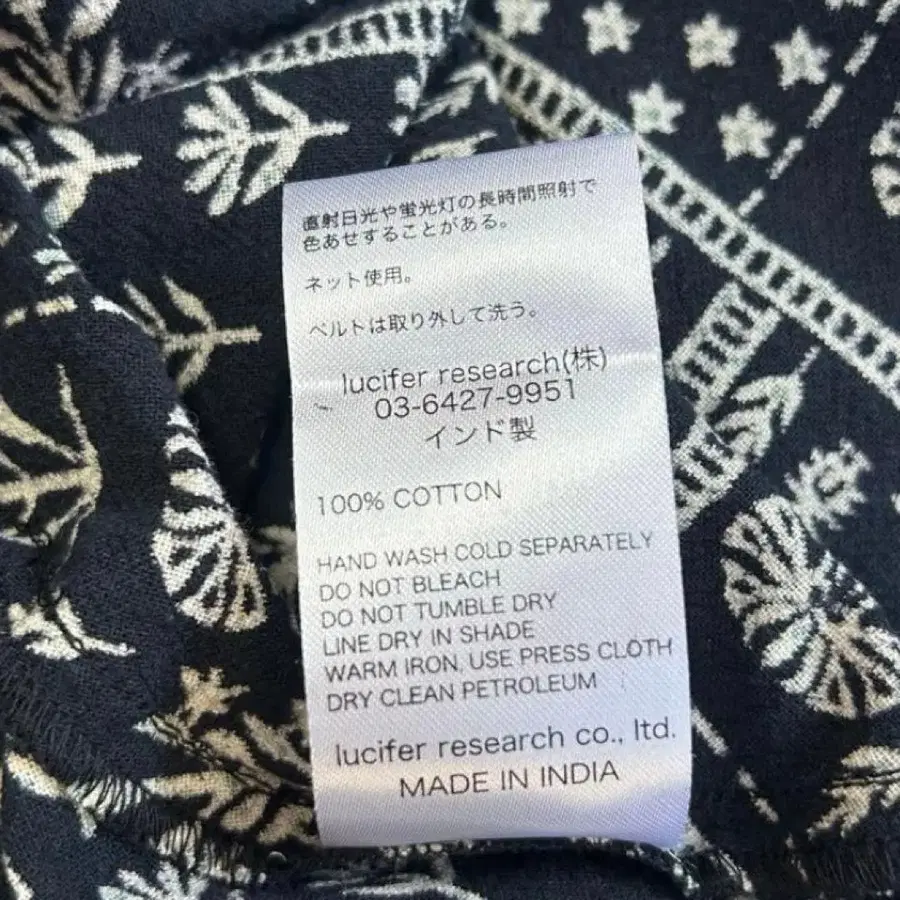 直射日光や蛍光灯の長時間照射で
色あせすることがある。
ネット使用。
ベルトは取り外して洗う。
lucifer research(株)
03-6427-9951
インド製
100% COTTON
HAND WASH COLD SEPARATELY
DO NOT BLEACH
DO NOT TUMBLE DRY
LINE DRY IN SHADE
WARM IRON, USE PRESS CLOTH
DRY CLEAN PETROLEUM
lucifer research co., ltd.
MADE IN INDIA